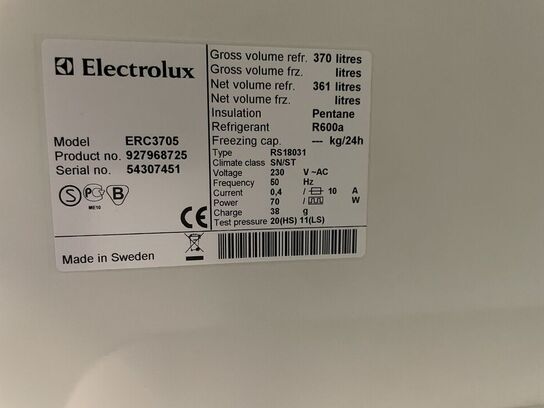 Electrolux
Model ERC3705
Product no. 927968725
Serial no. 54307451
S PC B
ME10
CE
Made in Sweden
Gross volume refr. 370 litres
Gross volume frz. litres
Net volume refr. 361 litres
Net volume frz. litres
Insulation Pentane
Refrigerant R600a
Freezing cap. --- kg/24h
Type RS18031
Climate class SN/ST
Voltage 230 V ~AC
Frequency 50 Hz
Current 0,4 / 10 A
Power 70 / W
Charge 38 g
Test pressure 20(HS) 11(LS)